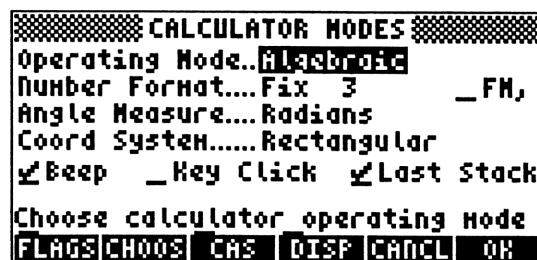 CALCULATOR MODES
Operating Mode..Algebraic
Number Format....Fix 3 _FM,
Angle Measure....Radians
Coord System......Rectangular
✓Beep _Key Click ✓Last Stack
Choose calculator operating mode
FLAGS CHOOS CAS DISP CANCL OK